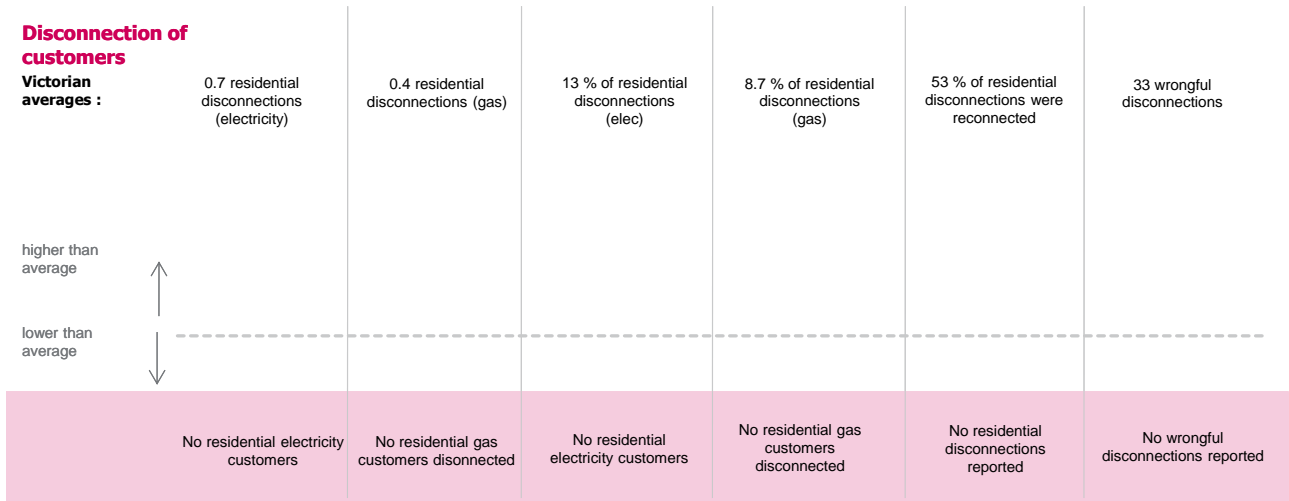 Disconnection of
customers
Victorian
averages :
0.7 residential
disconnections
(electricity)
0.4 residential
disconnections (gas)
13 % of residential
disconnections
(elec)
8.7 % of residential
disconnections
(gas)
53 % of residential
disconnections were
reconnected
33 wrongful
disconnections
higher than
average
lower than
average
No residential electricity
customers
No residential gas
customers disonnected
No residential
electricity customers
No residential gas
customers
disconnected
No residential
disconnections
reported
No wrongful
disconnections reported